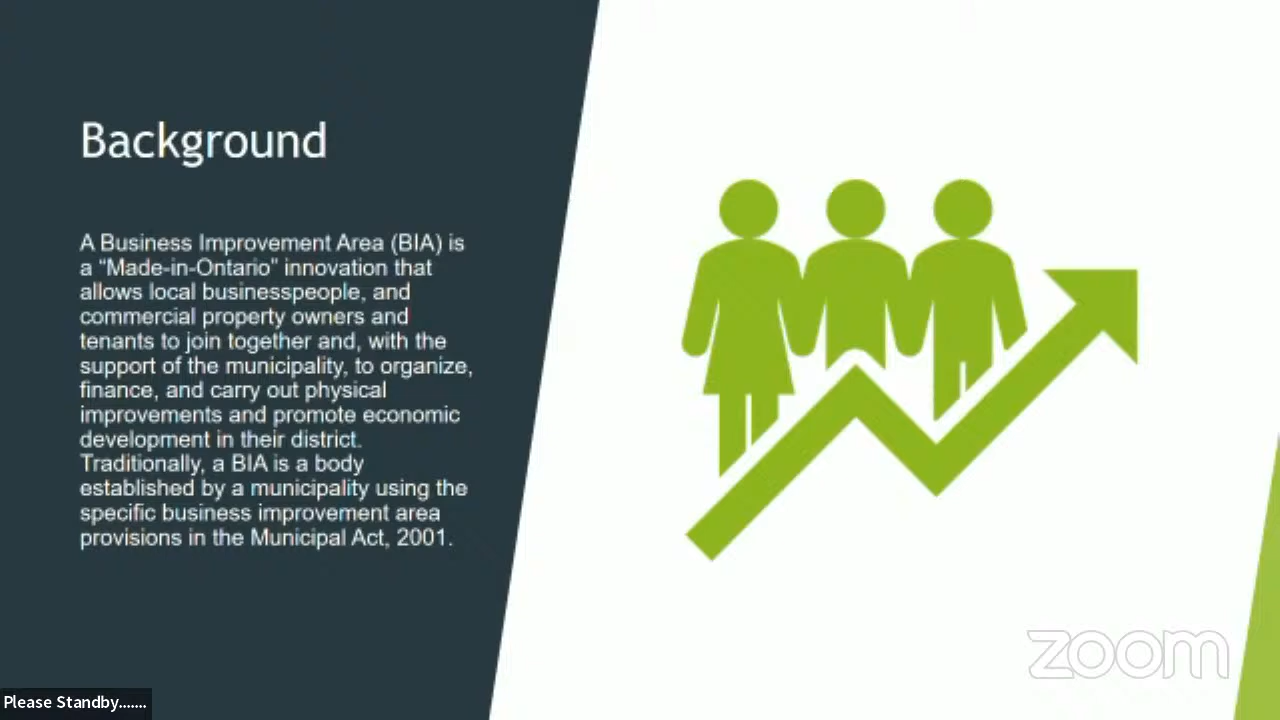 Background
A Business Improvement Area (BIA) is
a “Made-in-Ontario” innovation that
allows local businesspeople, and
commercial property owners and
tenants to join together and, with the
support of the municipality, to organize,
finance, and carry out physical
improvements and promote economic
development in their district.
Traditionally, a BIA is a body
established by a municipality using the
specific business improvement area
provisions in the Municipal Act, 2001.
zoom
Please Standby.......